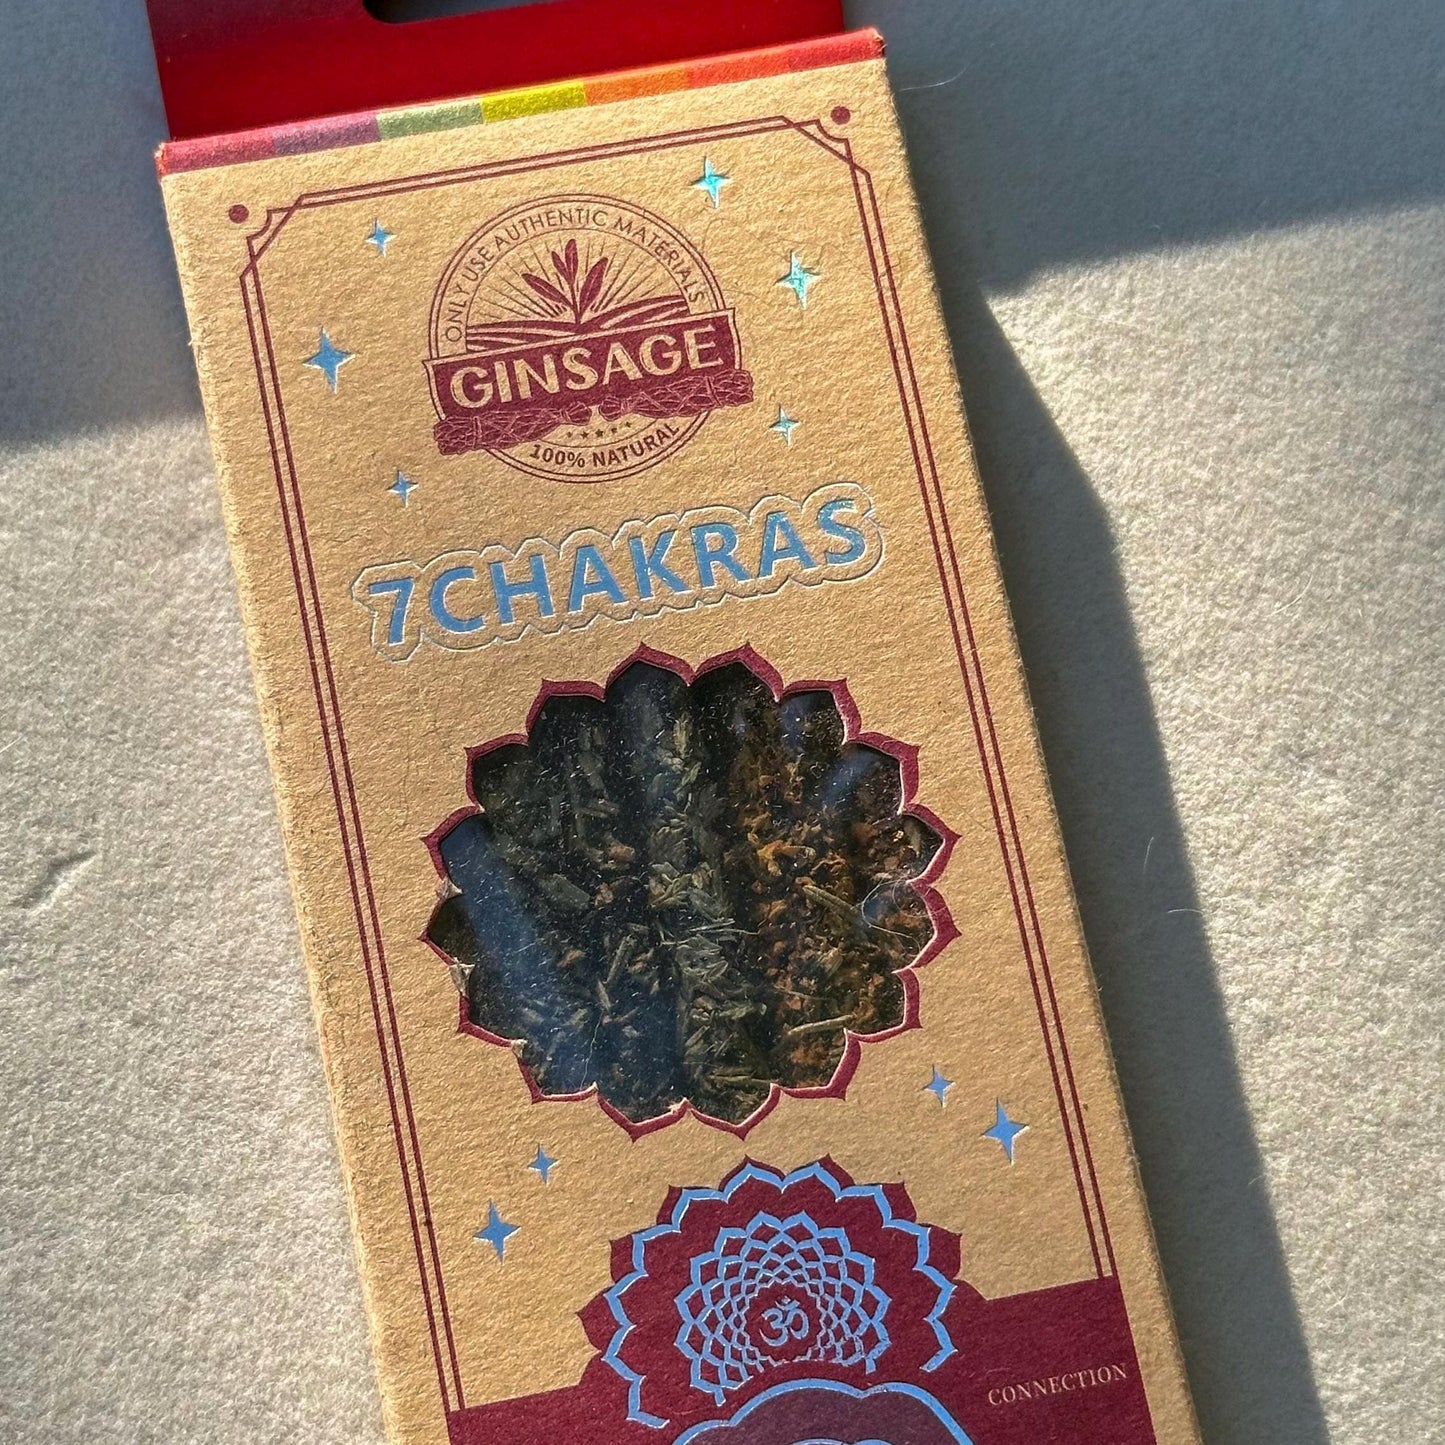 ONLY USE AUTHENTIC MATERIALS
GINSAGE
100% NATURAL
7CHAKRAS
ॐ
CONNECTION